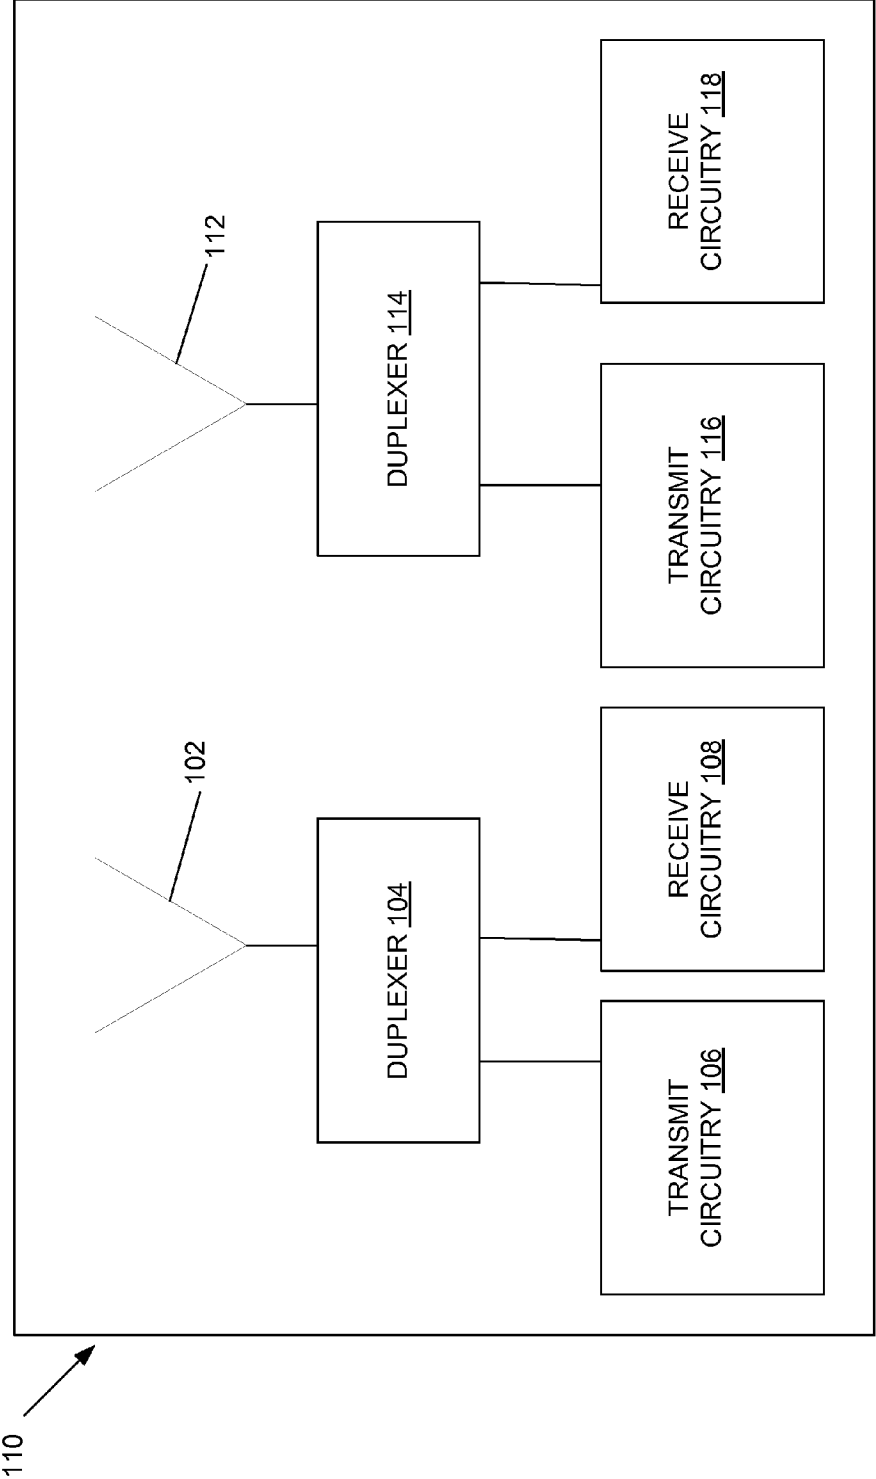 110
102
112
DUPLEXER 104
DUPLEXER 114
TRANSMIT
CIRCUITRY 106
RECEIVE
CIRCUITRY 108
TRANSMIT
CIRCUITRY 116
RECEIVE
CIRCUITRY 118